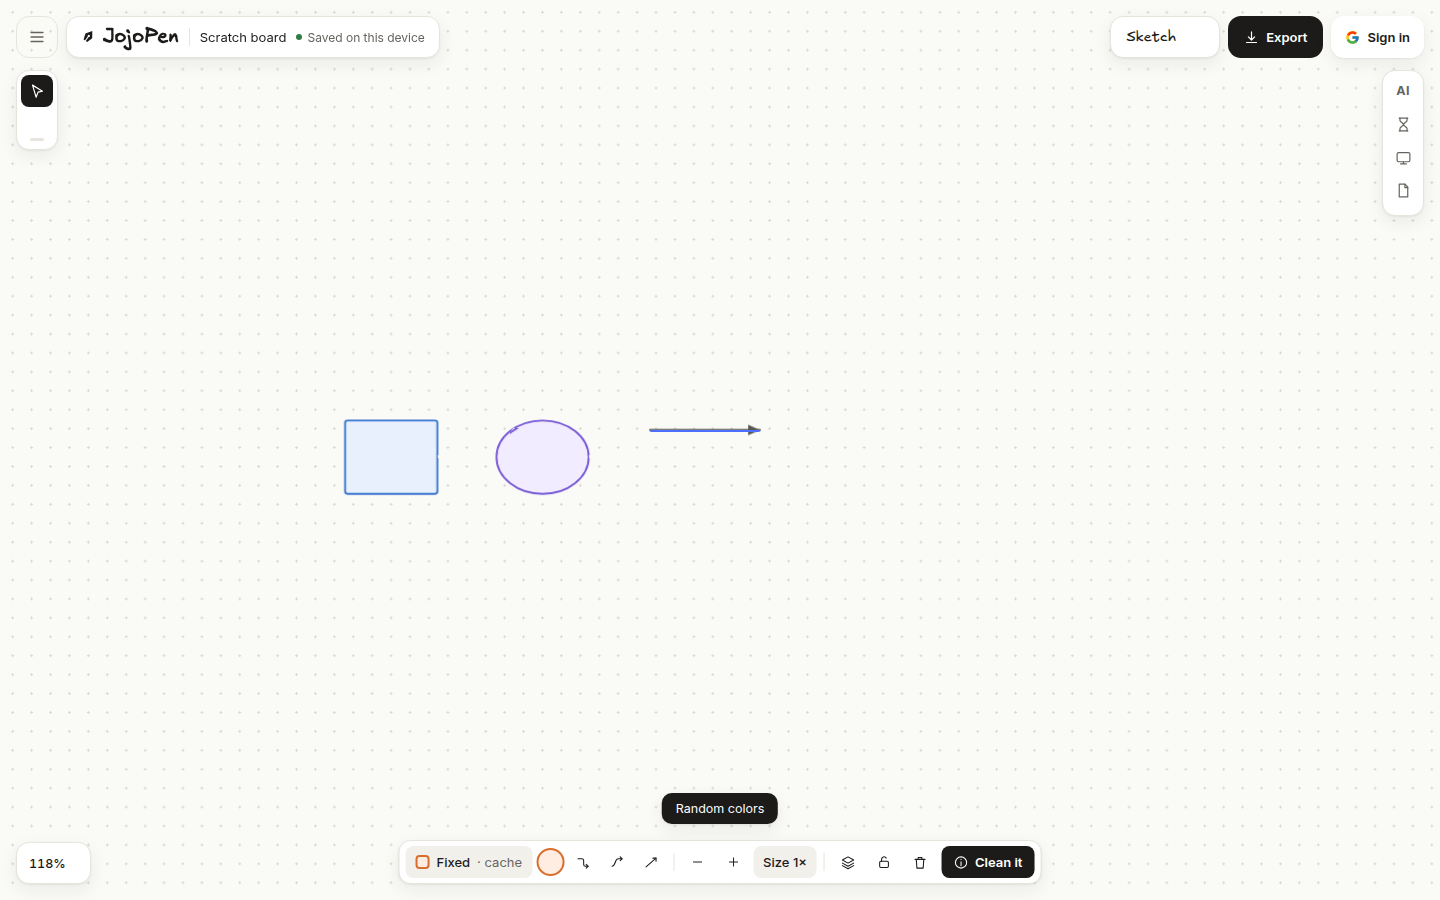 JojoPen
Scratch board
Saved on this device
Sketch
Export
Sign in
AI
Random colors
118%
Fixed · cache
Size 1×
Clean it